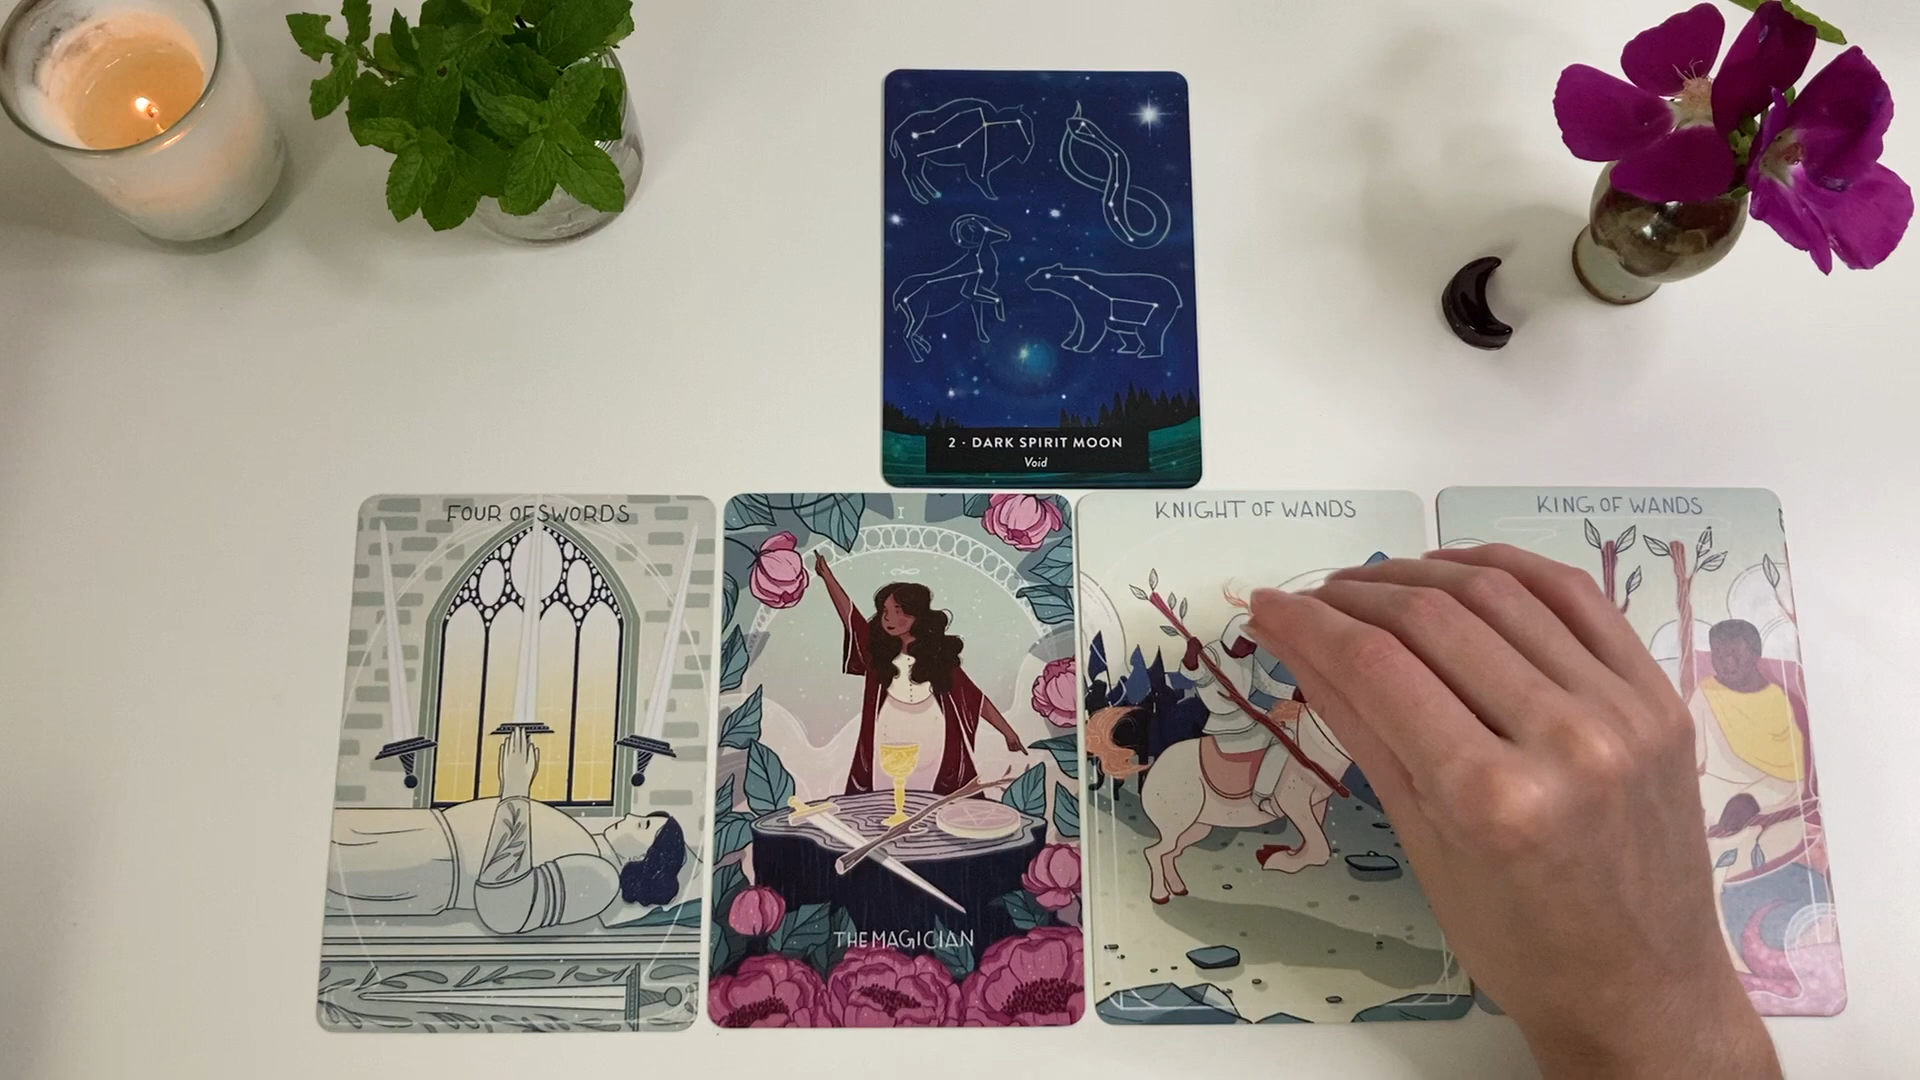 2 · DARK SPIRIT MOON
Void
FOUR OF SWORDS
I
THE MAGICIAN
KNIGHT OF WANDS
KING OF WANDS